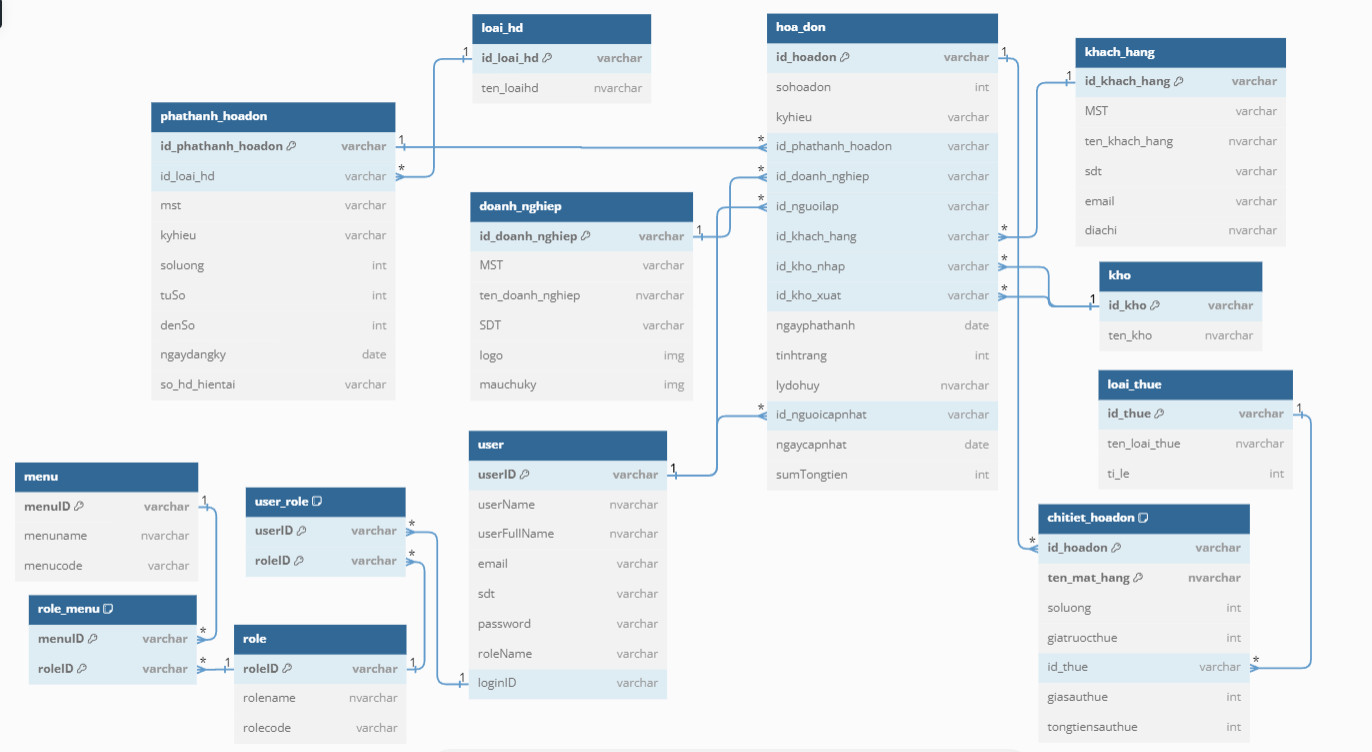 loai_hd
id_loai_hd varchar
ten_loaihd nvarchar
phathanh_hoadon
id_phathanh_hoadon varchar
id_loai_hd varchar
mst varchar
kyhieu varchar
soluong int
tuSo int
denSo int
ngaydangky date
so_hd_hientai varchar
doanh_nghiep
id_doanh_nghiep varchar
MST varchar
ten_doanh_nghiep nvarchar
SDT varchar
logo img
mauchuky img
hoa_don
id_hoadon varchar
sohoadon int
kyhieu varchar
id_phathanh_hoadon varchar
id_doanh_nghiep varchar
id_nguoilap varchar
id_khach_hang varchar
id_kho_nhap varchar
id_kho_xuat varchar
ngayphathanh date
tinhtrang int
lydohuy nvarchar
id_nguoicapnhat varchar
ngaycapnhat date
sumTongtien int
khach_hang
id_khach_hang varchar
MST varchar
ten_khach_hang nvarchar
sdt varchar
email varchar
diachi nvarchar
kho
id_kho varchar
ten_kho nvarchar
loai_thue
id_thue varchar
ten_loai_thue nvarchar
ti_le int
chitiet_hoadon
id_hoadon varchar
ten_mat_hang nvarchar
soluong int
giatruocthue int
id_thue varchar
giasauthue int
tongtiensauthue int
user
userID varchar
userName nvarchar
userFullName nvarchar
email varchar
sdt varchar
password varchar
roleName varchar
loginID varchar
menu
menuID varchar
menuname nvarchar
menucode varchar
user_role
userID varchar
roleID varchar
role_menu
menuID varchar
roleID varchar
role
roleID varchar
rolename nvarchar
rolecode varchar
1
*
1
*
1
*
1
*
*
1
*
1
*
*
1
*
1
*
1
*
1
*
1
*
1
*